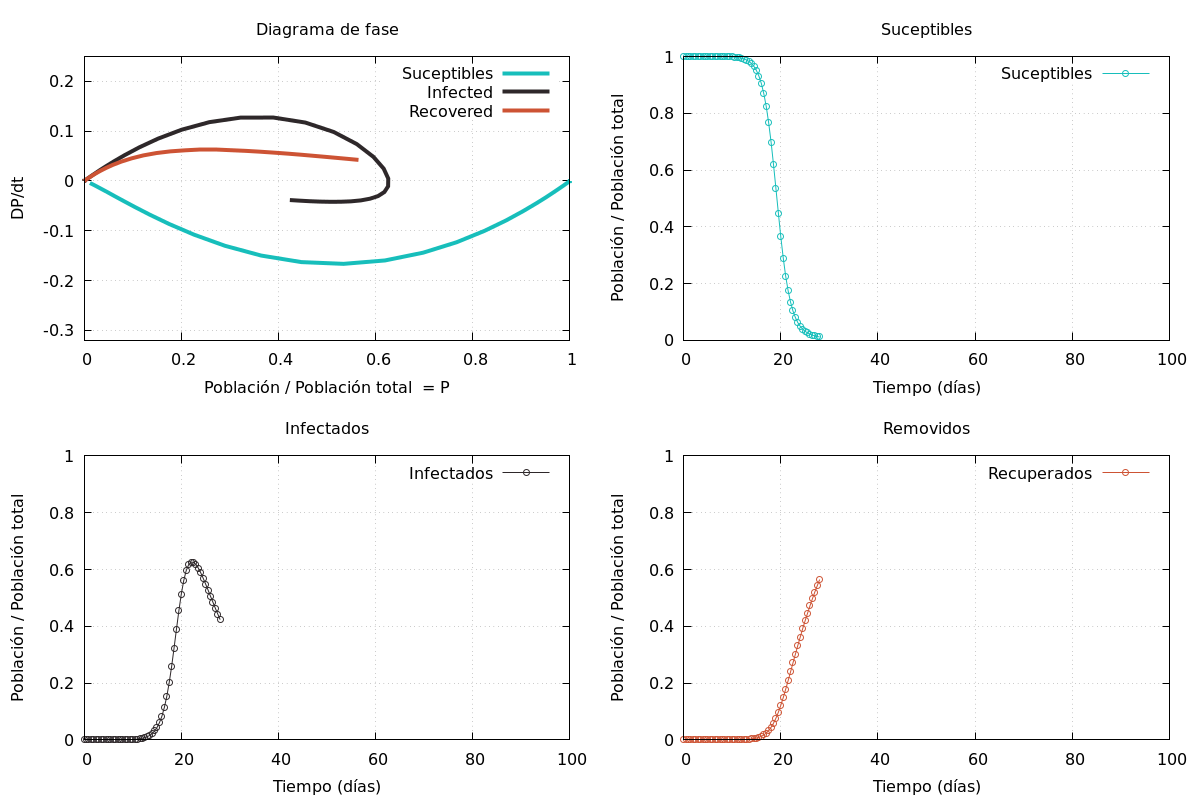 Diagrama de fase
Suceptibles
Infected
Recovered
0.2
0.1
0
-0.1
-0.2
-0.3
DP/dt
0 0.2 0.4 0.6 0.8 1
Población / Población total = P
Suceptibles
Suceptibles
1
0.8
0.6
0.4
0.2
0
Población / Población total
0 20 40 60 80 100
Tiempo (días)
Infectados
Infectados
1
0.8
0.6
0.4
0.2
0
Población / Población total
0 20 40 60 80 100
Tiempo (días)
Removidos
Recuperados
1
0.8
0.6
0.4
0.2
0
Población / Población total
0 20 40 60 80 100
Tiempo (días)